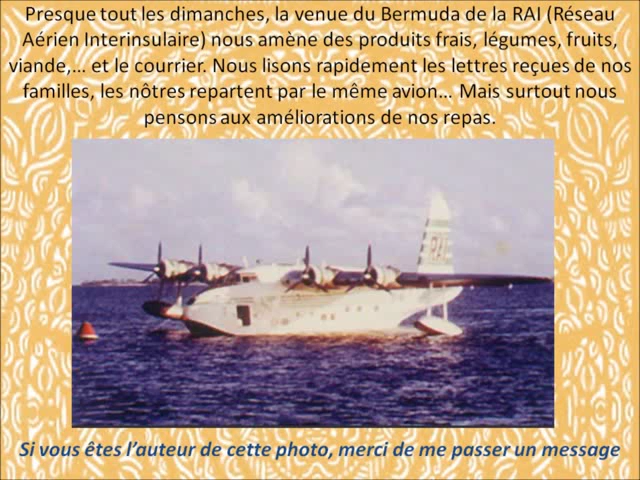 Presque tout les dimanches, la venue du Bermuda de la RAI (Réseau
Aérien Interinsulaire) nous amène des produits frais, légumes, fruits,
viande,... et le courrier. Nous lisons rapidement les lettres reçues de nos
familles, les nôtres repartent par le même avion... Mais surtout nous
pensons aux améliorations de nos repas.
RAI
Si vous êtes l'auteur de cette photo, merci de me passer un message